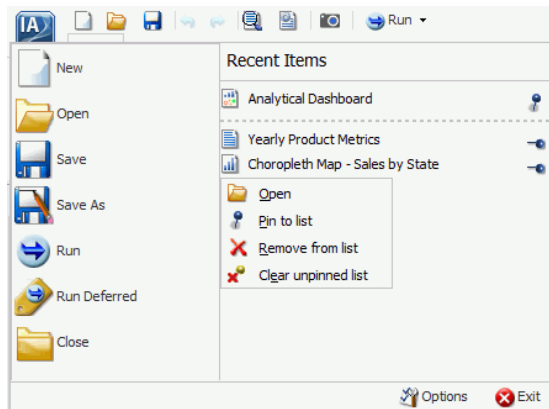 IA
Run
New
Open
Save
Save As
Run
Run Deferred
Close
Recent Items
Analytical Dashboard
Yearly Product Metrics
Choropleth Map - Sales by State
Open
Pin to list
Remove from list
Clear unpinned list
Options
Exit